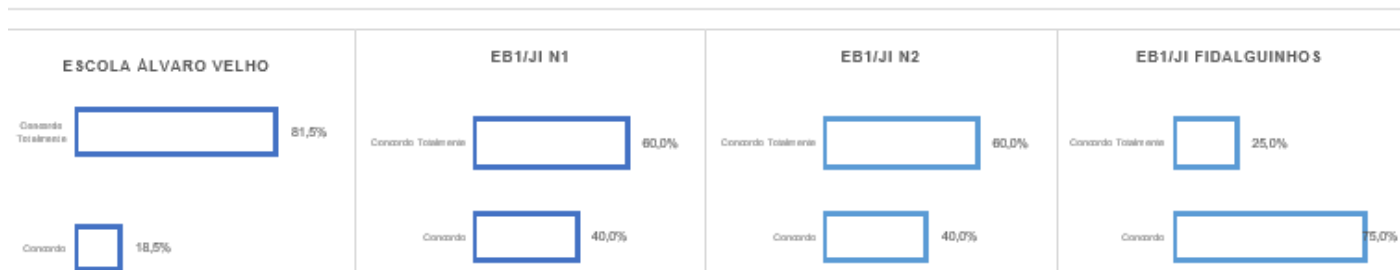 ESCOLA ÁLVARO VELHO
Concordo
Totalmente
81,5%
Concordo
18,5%
EB1/JI N1
Concordo Totalmente
60,0%
Concordo
40,0%
EB1/JI N2
Concordo Totalmente
60,0%
Concordo
40,0%
EB1/JI FIDALGUINHOS
Concordo Totalmente
25,0%
Concordo
75,0%